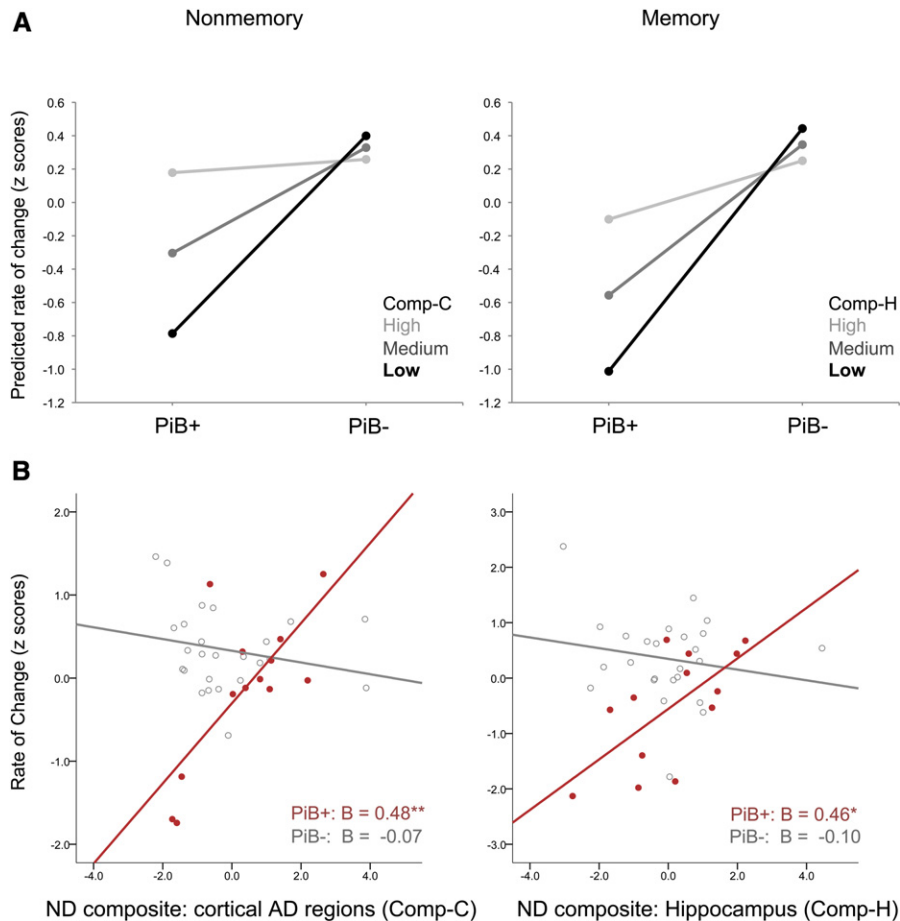 A
Nonmemory
Memory
Predicted rate of change (z scores)
0.6
0.4
0.2
0.0
-0.2
-0.4
-0.6
-0.8
-1.0
-1.2
Comp-C
High
Medium
Low
PiB+ PiB-
0.6
0.4
0.2
0.0
-0.2
-0.4
-0.6
-0.8
-1.0
-1.2
Comp-H
High
Medium
Low
PiB+ PiB-
B
Rate of Change (z scores)
2.0
1.0
0.0
-1.0
-2.0
PiB+: B = 0.48**
PiB-: B = -0.07
-4.0 -2.0 0.0 2.0 4.0
ND composite: cortical AD regions (Comp-C)
3.0
2.0
1.0
0.0
-1.0
-2.0
-3.0
PiB+: B = 0.46*
PiB-: B = -0.10
-4.0 -2.0 0.0 2.0 4.0
ND composite: Hippocampus (Comp-H)